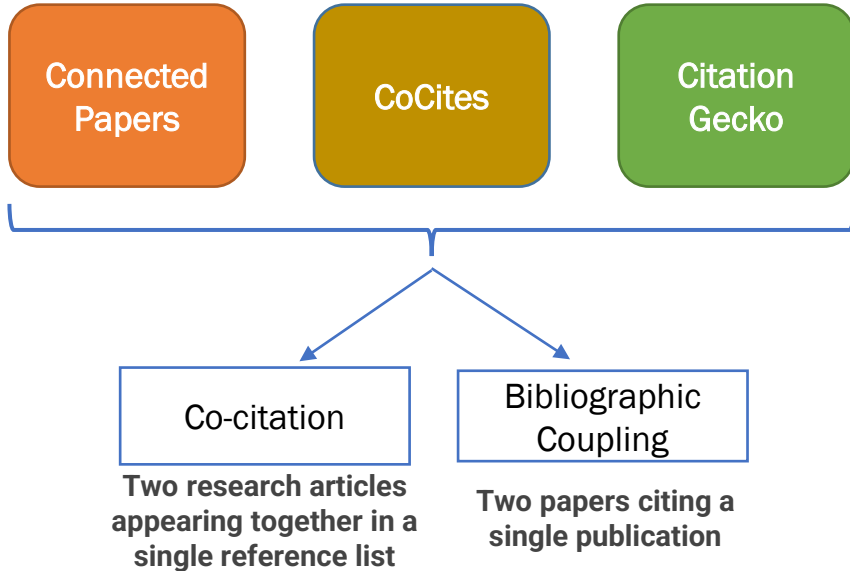 Connected
Papers
CoCites
Citation
Gecko
Co-citation
Bibliographic
Coupling
Two research articles
appearing together in a
single reference list
Two papers citing a
single publication